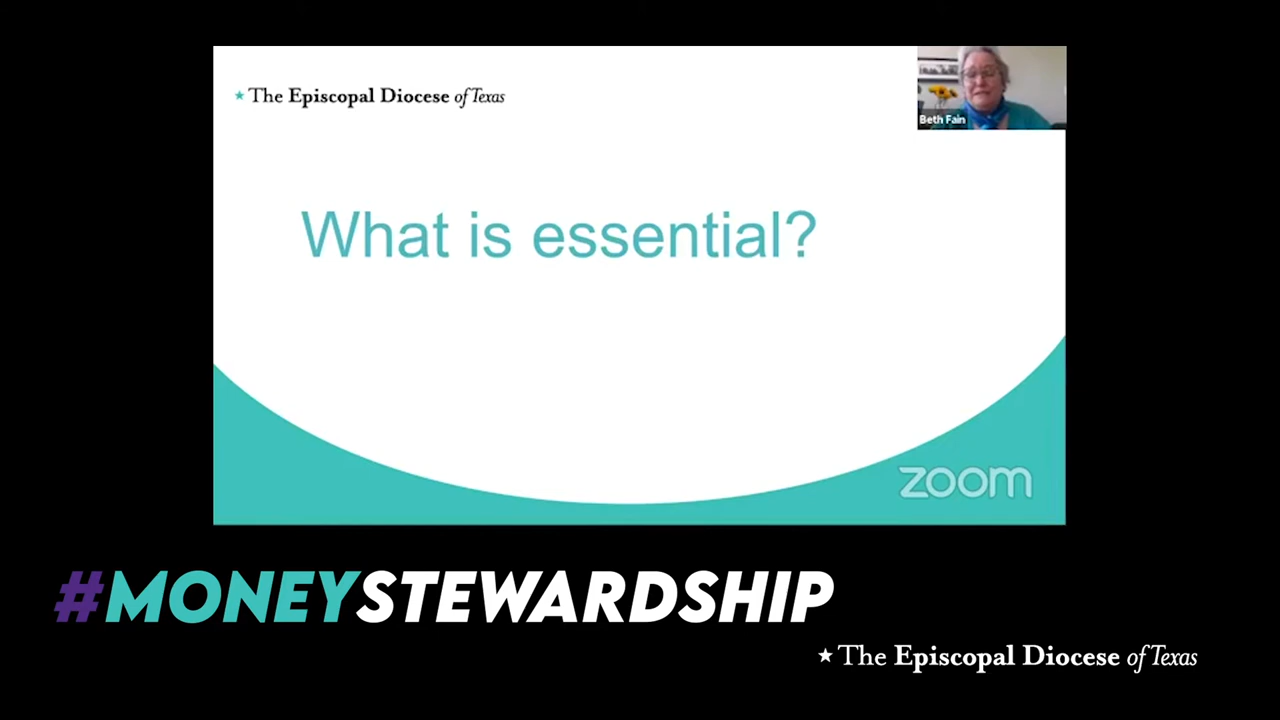 The Episcopal Diocese of Texas
Beth Fain
What is essential?
zoom
#MONEYSTEWARDSHIP
The Episcopal Diocese of Texas